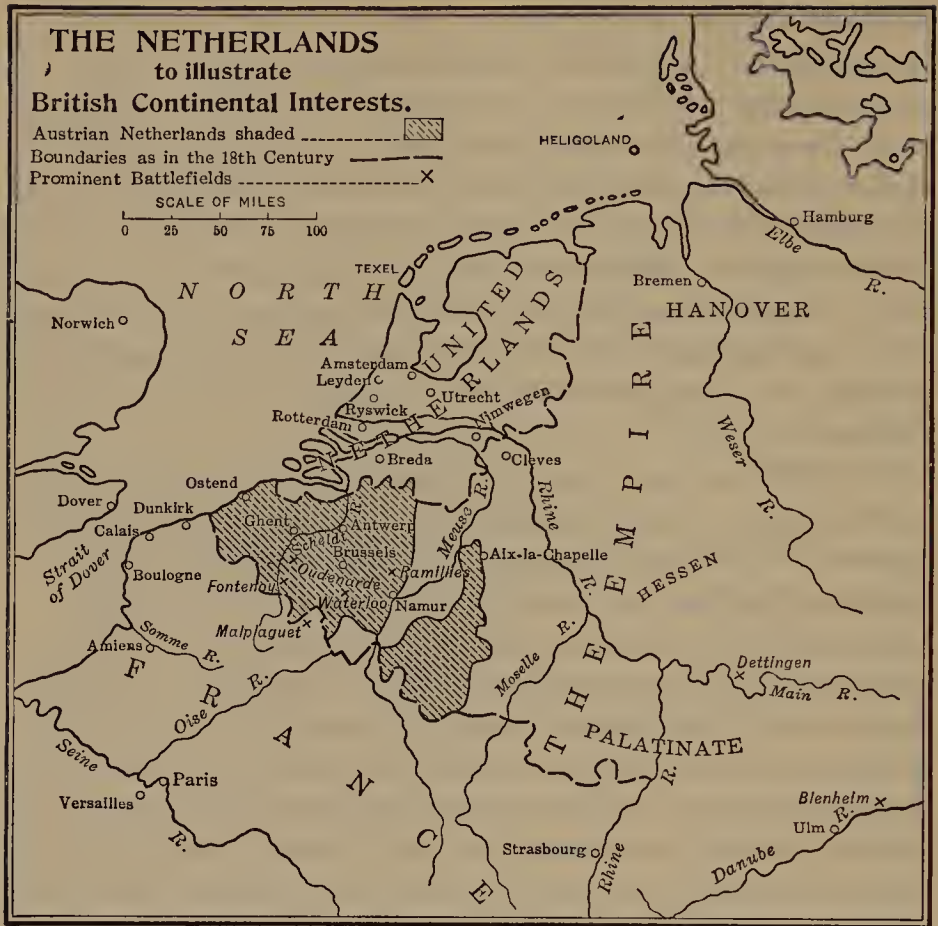 THE NETHERLANDS
to illustrate
British Continental Interests.
Austrian Netherlands shaded
Boundaries as in the 18th Century
Prominent Battlefields
SCALE OF MILES
0 25 50 75 100
HELIGOLAND
Hamburg
Elbe
R.
TEXEL
Bremen
HANOVER
NORTH
SEA
Norwich
UNITED
NETHERLANDS
Amsterdam
Leyden
Utrecht
Ryswick
Rotterdam
Nimwegen
Breda
Cleves
THE EMPIRE
Weser
R.
Ostend
Dover
Dunkirk
Calais
Strait
of Dover
Boulogne
Ghent
Scheldt
R.
Antwerp
Brussels
Oudenarde
Ramillies
Fontenoy
Waterloo
Namur
Malplaquet
Meuse
R.
Rhine
R.
Aix-la-Chapelle
HESSEN
Somme
R.
Amiens
FRANCE
Oise R.
Moselle
R.
Dettingen
Main R.
PALATINATE
Seine
R.
Paris
Versailles
Strasbourg
Rhine
R.
Blenheim
Ulm
Danube
R.